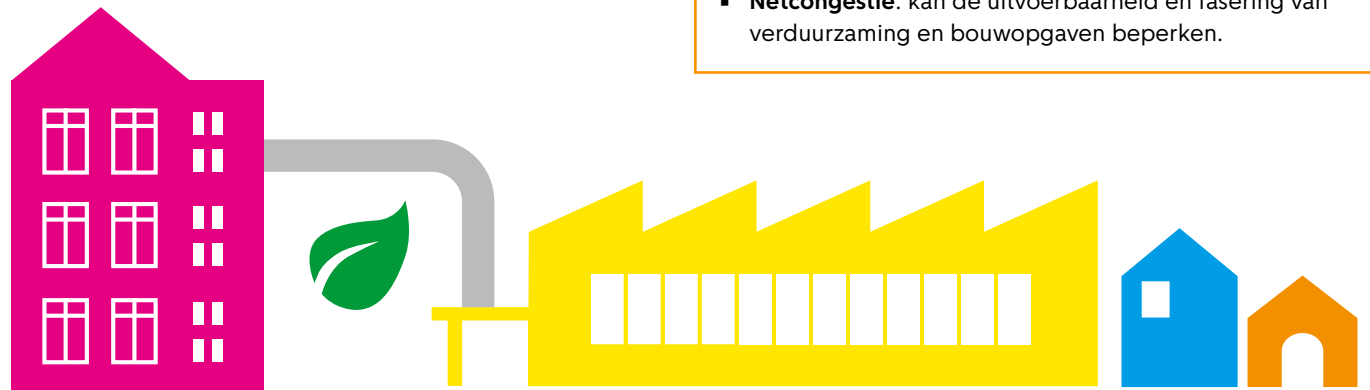 ▪ Netcongestie: kan de uitvoerbaarheid en fasering van
verduurzaming en bouwopgaven beperken.